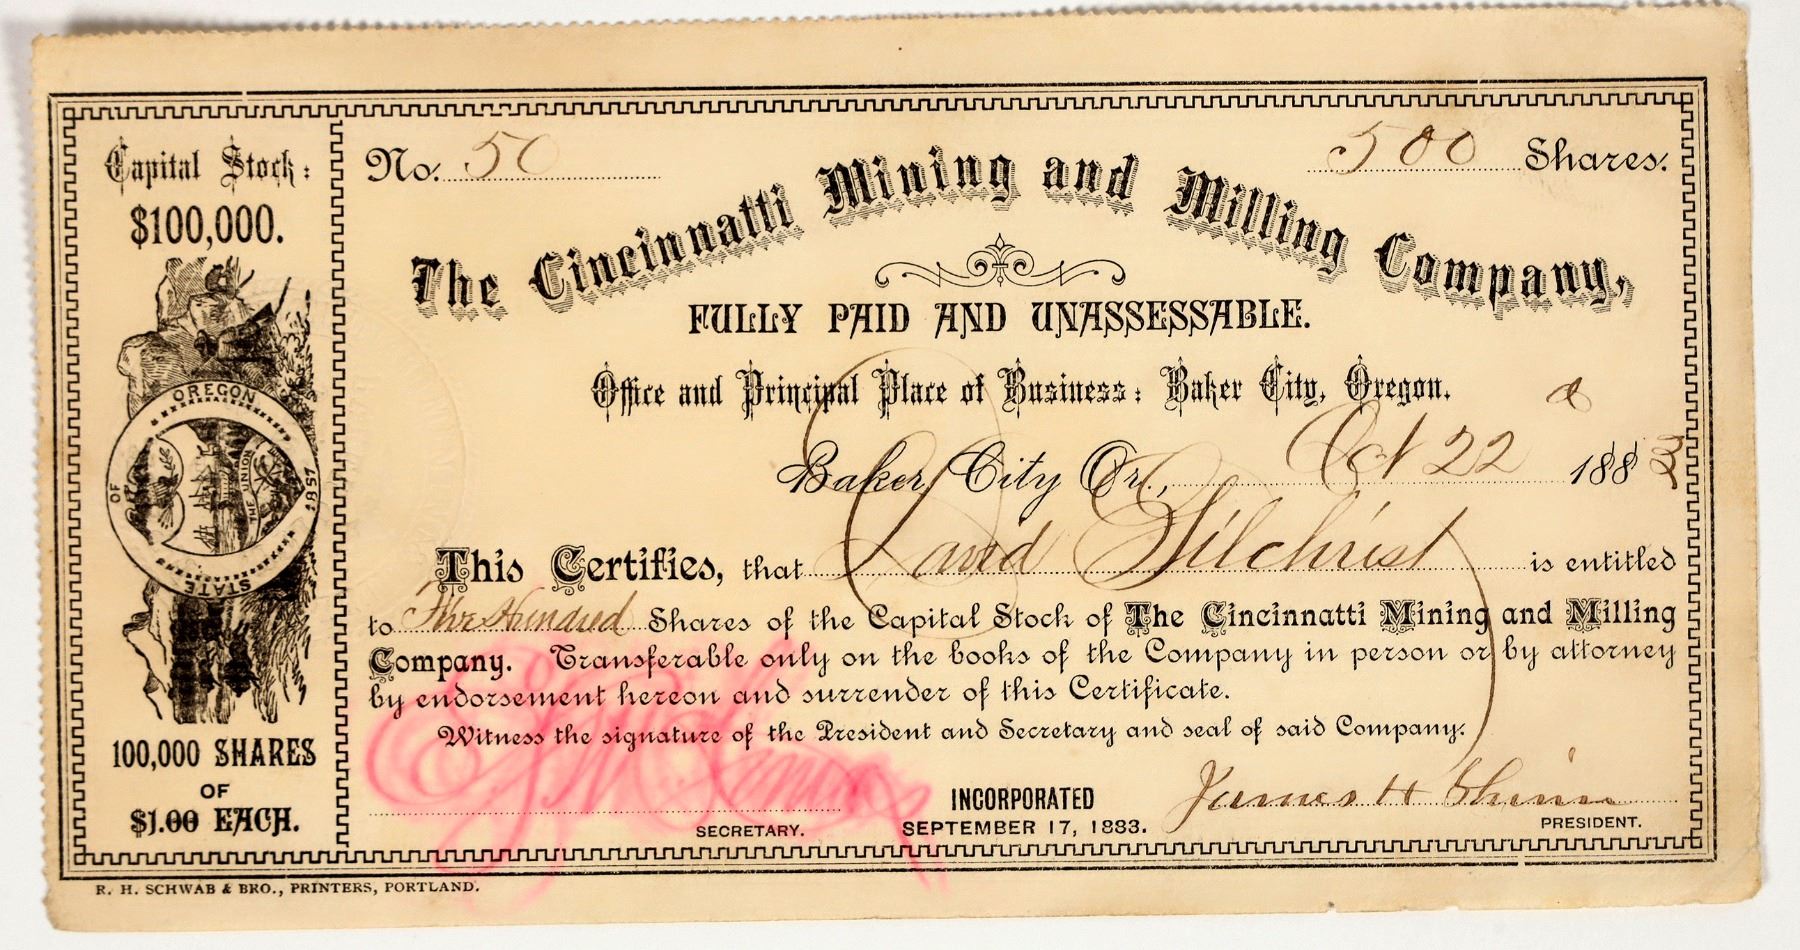 Capital Stock:
$100,000.
OREGON
STATE OF
1857
THE UNION
100,000 SHARES
OF
$1.00 EACH.
No. 50
500 Shares.
The Cincinnatti Mining and Milling Company,
FULLY PAID AND UNASSESSABLE.
Office and Principal Place of Business: Baker City, Oregon.
Baker City Or., Oct 22 1883
This Certifies, that David Gilchrist is entitled
to Five Hundred Shares of the Capital Stock of The Cincinnatti Mining and Milling
Company. Transferable only on the books of the Company in person or by attorney
by endorsement hereon and surrender of this Certificate.
Witness the signature of the President and Secretary and seal of said Company.
INCORPORATED
SEPTEMBER 17, 1883.
James H Shinn
SECRETARY.
PRESIDENT.
R. H. SCHWAB & BRO., PRINTERS, PORTLAND.